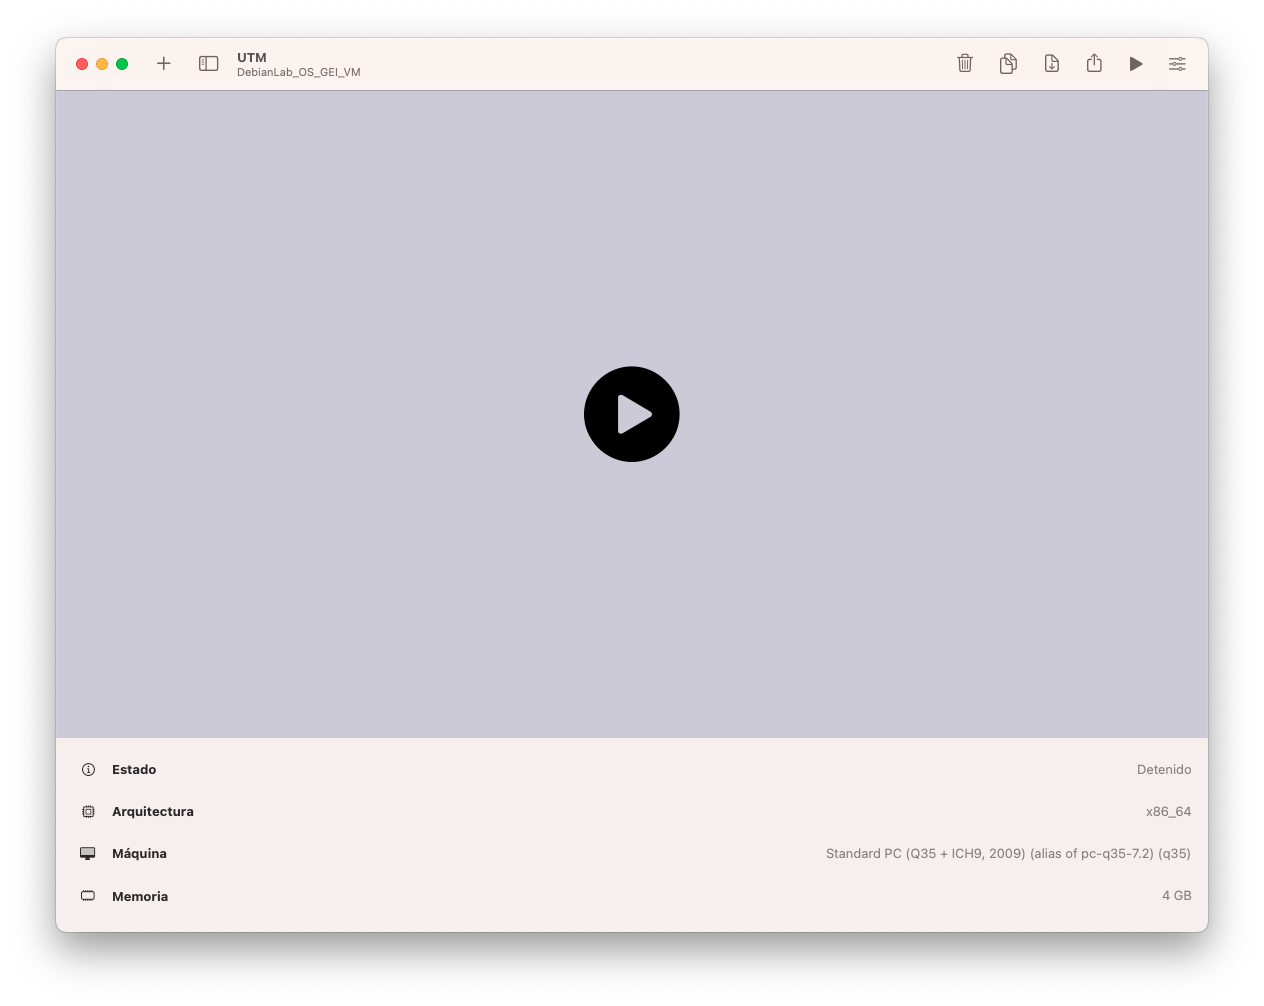 UTM
DebianLab_OS_GEI_VM
Estado Detenido
Arquitectura x86_64
Máquina Standard PC (Q35 + ICH9, 2009) (alias of pc-q35-7.2) (q35)
Memoria 4 GB